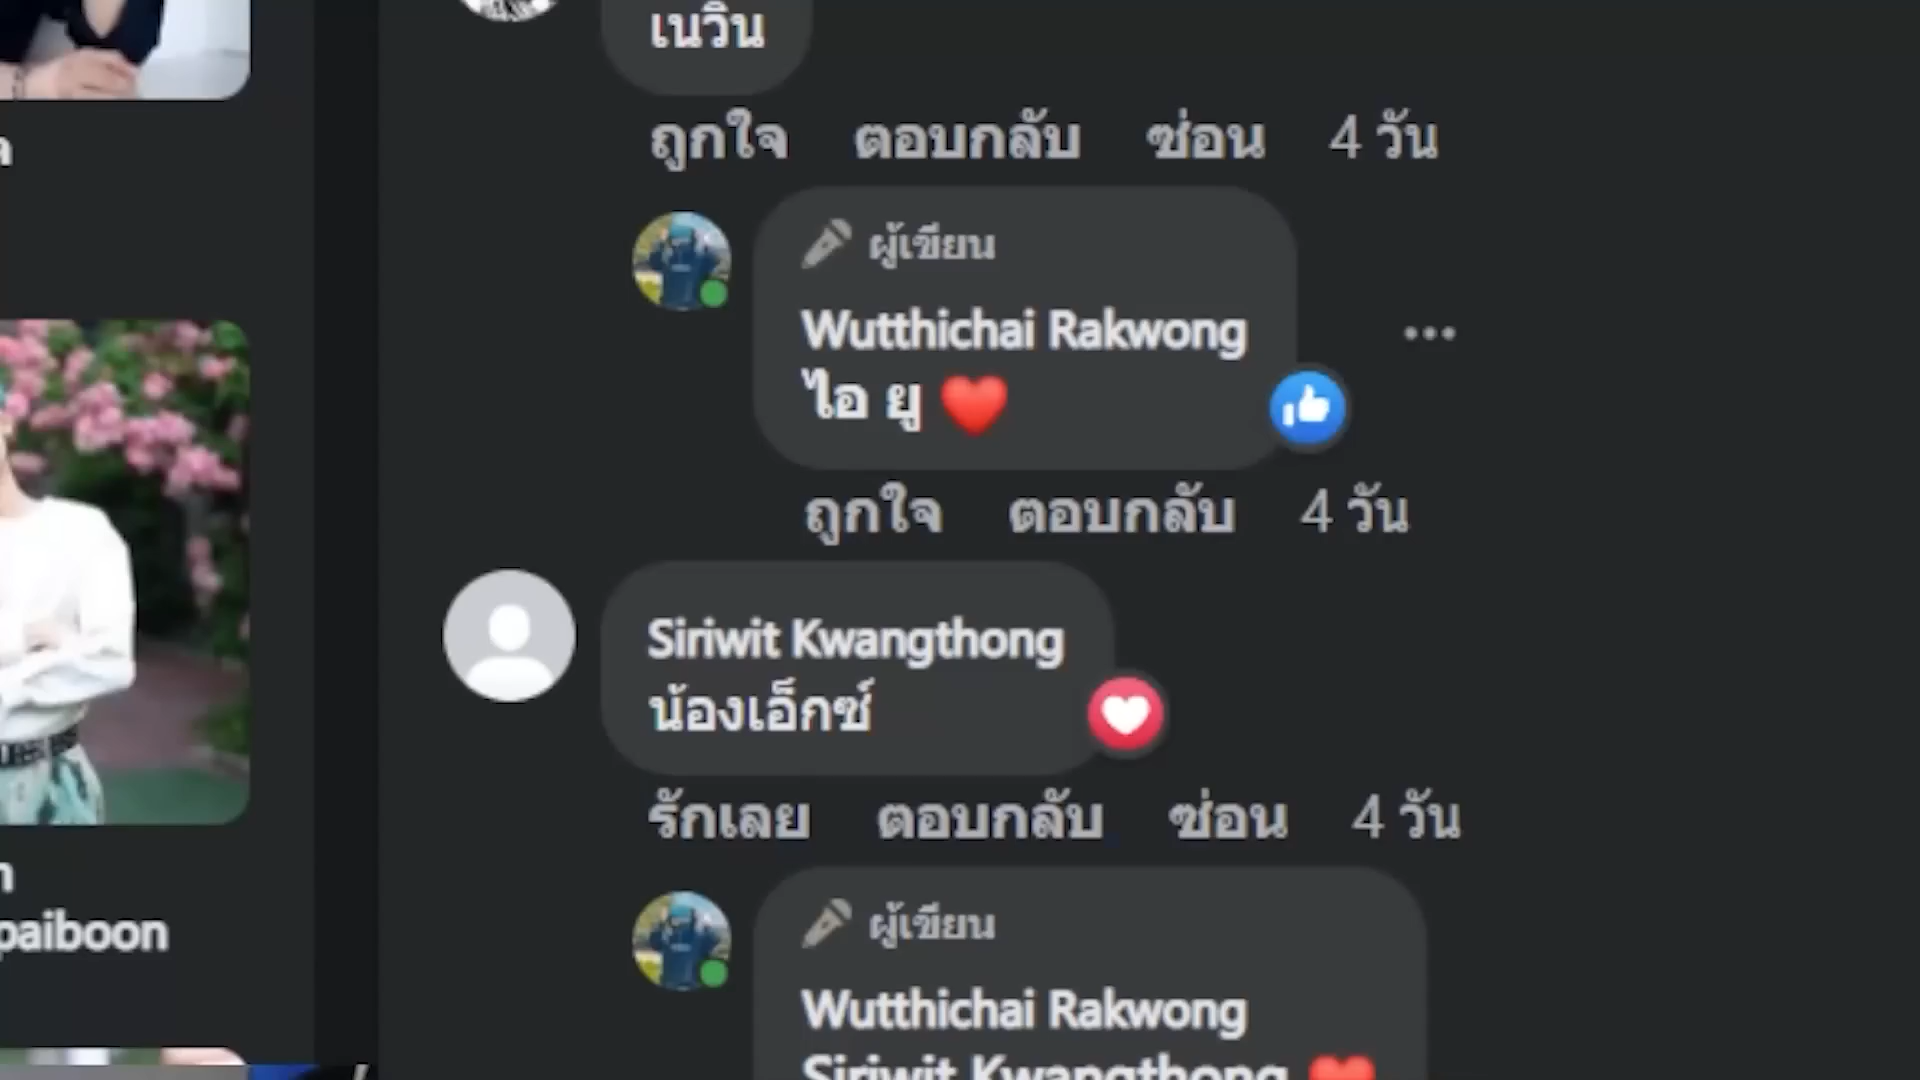 เนวิน
ถูกใจ ตอบกลับ ซ่อน 4 วัน
ผู้เขียน
Wutthichai Rakwong
ไอ ยู ❤️
ถูกใจ ตอบกลับ 4 วัน
Siriwit Kwangthong
น้องเอ็กซ์
รักเลย ตอบกลับ ซ่อน 4 วัน
paiboon
ผู้เขียน
Wutthichai Rakwong
Siriwit Kwangthong ❤️